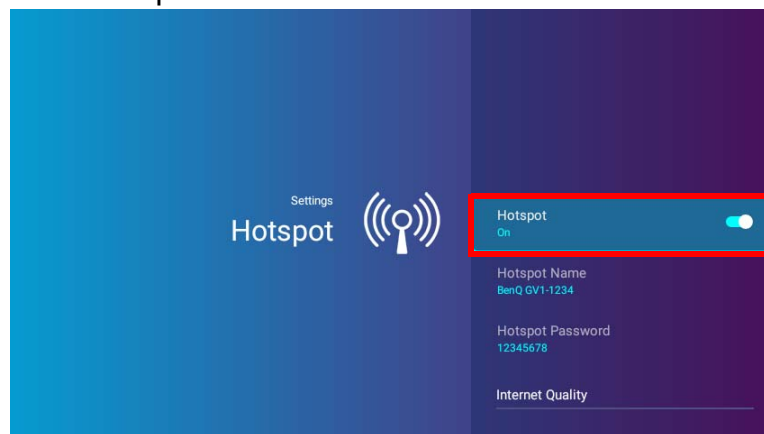 Settings
Hotspot
Hotspot
On
Hotspot Name
BenQ GV1-1234
Hotspot Password
12345678
Internet Quality